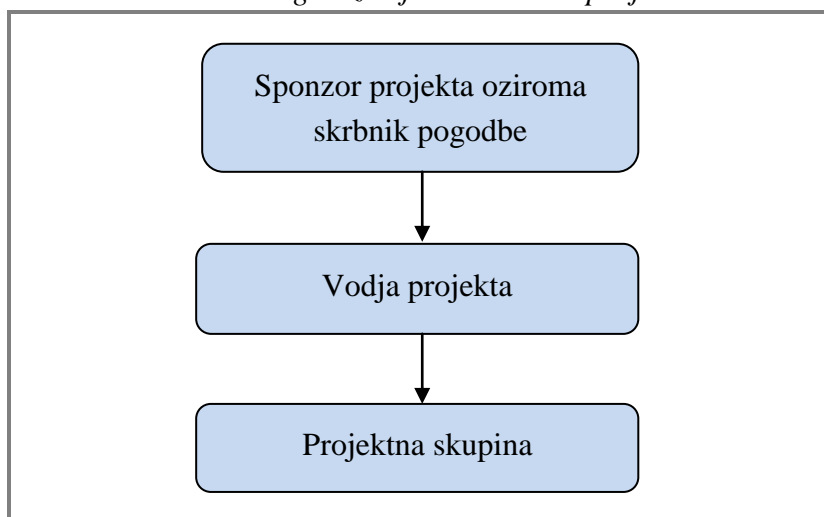 Sponzor projekta oziroma
skrbnik pogodbe
Vodja projekta
Projektna skupina